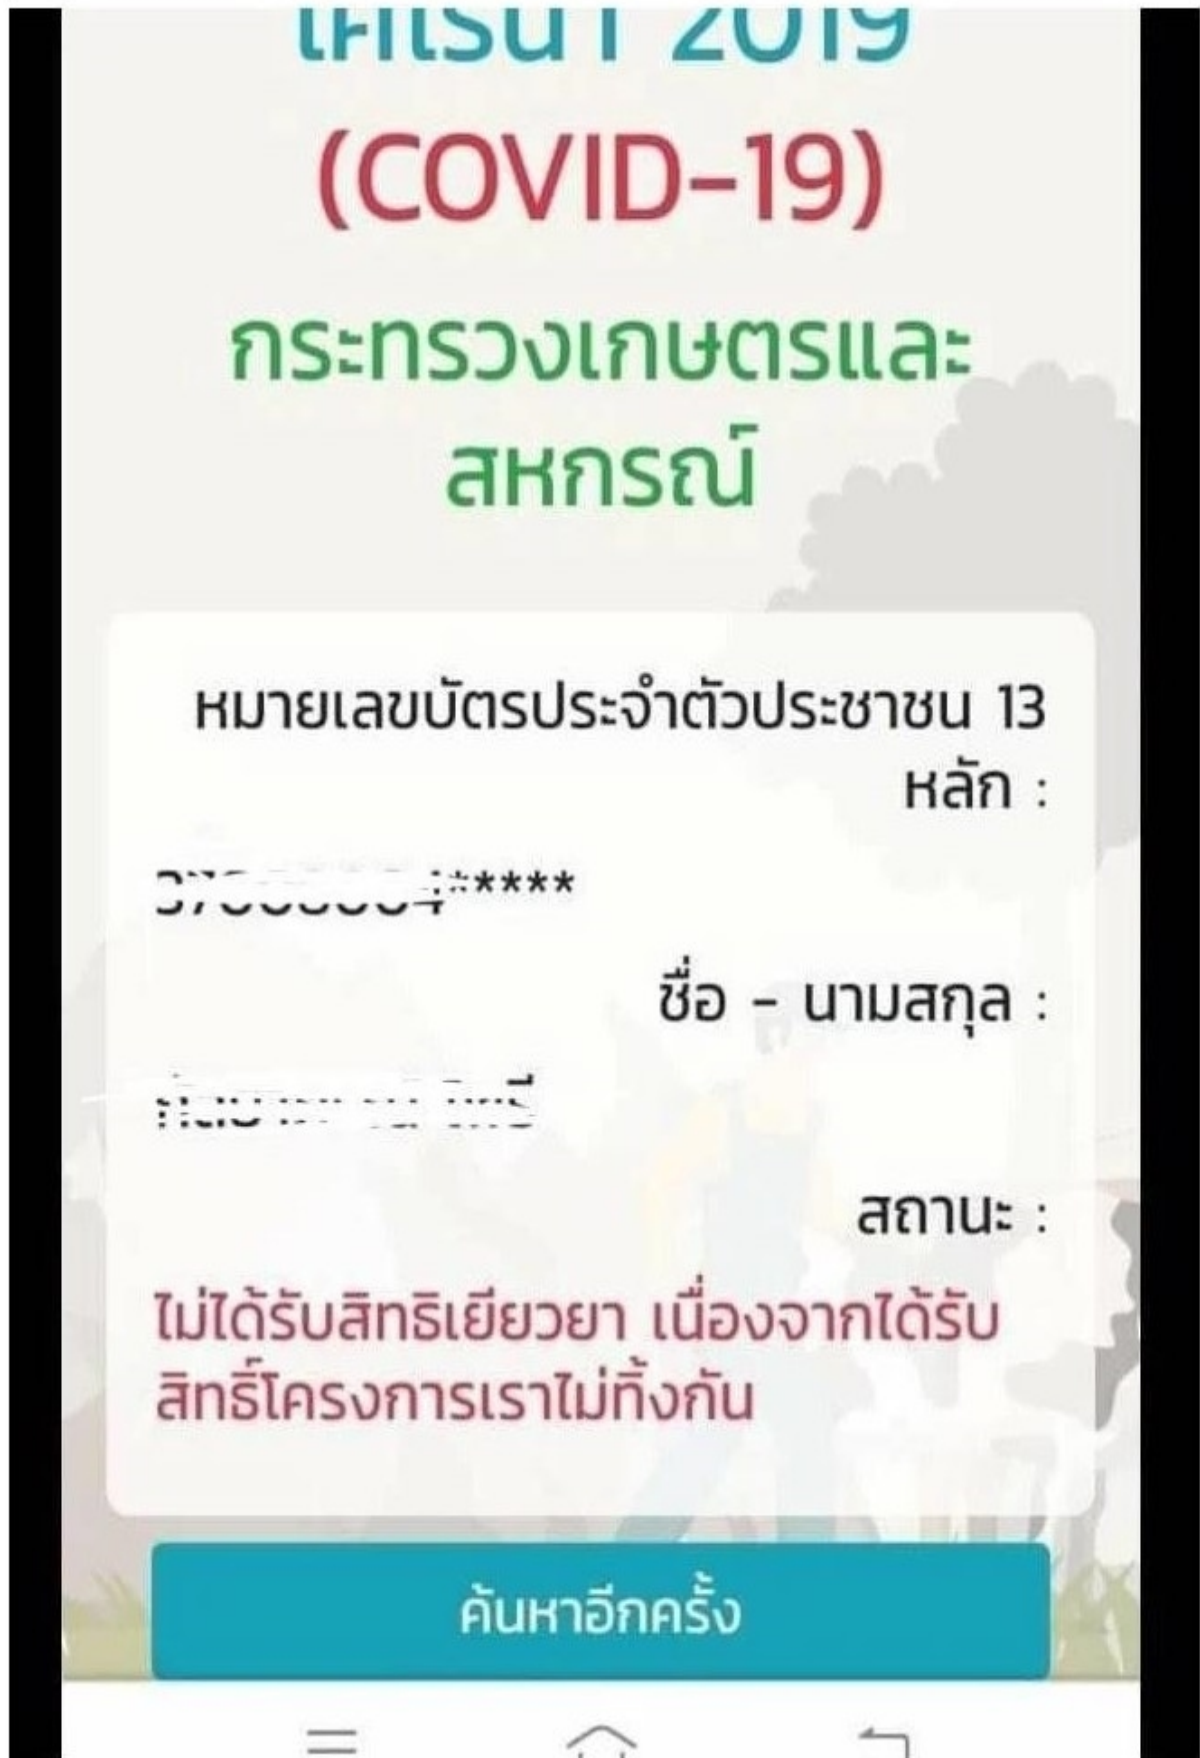 2019
(COVID-19)
กระทรวงเกษตรและ
สหกรณ์
หมายเลขบัตรประจำตัวประชาชน 13
หลัก :
*****
ชื่อ - นามสกุล :
สถานะ :
ไม่ได้รับสิทธิเยียวยา เนื่องจากได้รับ
สิทธิ์โครงการเราไม่ทิ้งกัน
ค้นหาอีกครั้ง